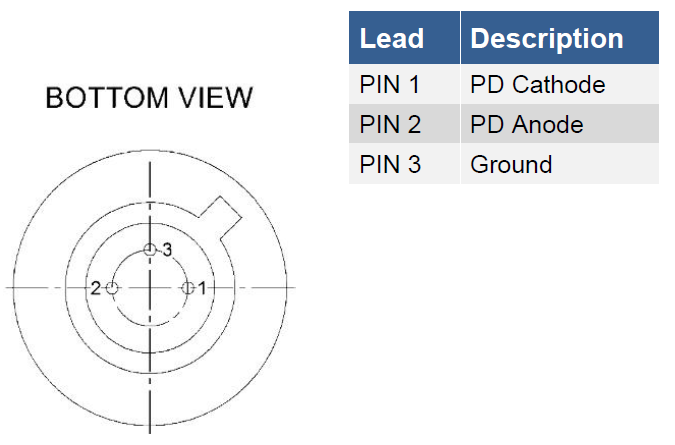 Lead Description
PIN 1 PD Cathode
PIN 2 PD Anode
PIN 3 Ground
BOTTOM VIEW
3
2 1